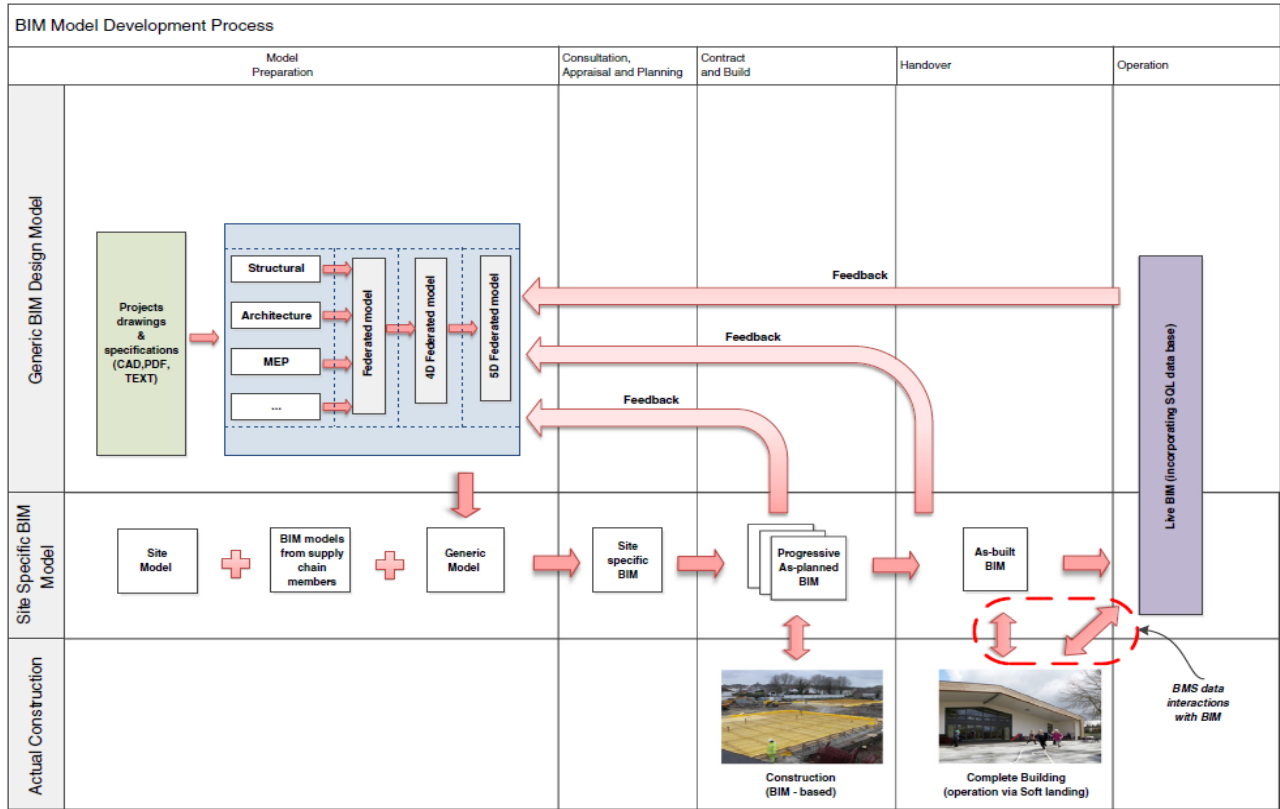 BIM Model Development Process
Model
Preparation
Consultation,
Appraisal and Planning
Contract
and Build
Handover
Operation
Generic BIM Design Model
Projects
drawings
&
specifications
(CAD,PDF,
TEXT)
Structural
Architecture
MEP
...
Federated model
4D Federated model
5D Federated model
Feedback
Feedback
Feedback
Live BIM (incorporating SQL data base)
Site Specific BIM
Model
Site
Model
BIM models
from supply
chain
members
Generic
Model
Site
specific
BIM
Progressive
As-planned
BIM
As-built
BIM
Actual Construction
Construction
(BIM - based)
Complete Building
(operation via Soft landing)
BMS data
interactions
with BIM